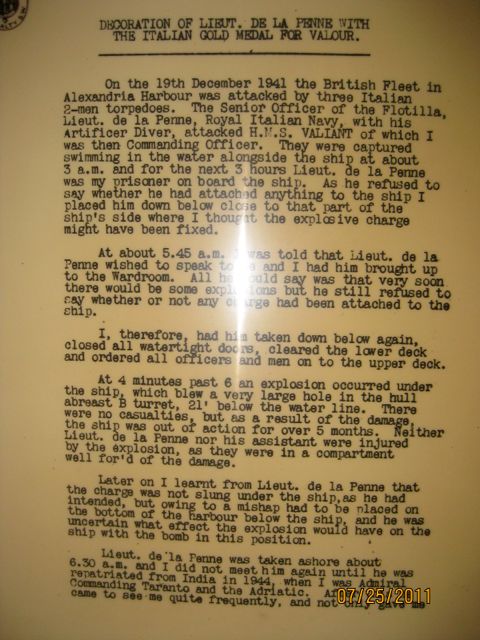 DECORATION OF LIEUT. DE LA PENNE WITH
THE ITALIAN GOLD MEDAL FOR VALOUR.
On the 19th December 1941 the British Fleet in
Alexandria Harbour was attacked by three Italian
2-men torpedoes. The Senior Officer of the Flotilla,
Lieut. de la Penne, Royal Italian Navy, with his
Artificer Diver, attacked H.M.S. VALIANT of which I
was then Commanding Officer. They were captured
swimming in the water alongside the ship at about
3 a.m. and for the next 3 hours Lieut. de la Penne
was my prisoner on board the ship. As he refused to
say whether he had attached anything to the ship I
placed him down below close to that part of the
ship's side where I thought the explosive charge
might have been fixed.
At about 5.45 a.m. I was told that Lieut. de la
Penne wished to speak to me and I had him brought up
to the Wardroom. All he would say was that very soon
there would be some explosions but he still refused to
say whether or not any charge had been attached to the
ship.
I, therefore, had him taken down below again,
closed all watertight doors, cleared the lower deck
and ordered all officers and men on to the upper deck.
At 4 minutes past 6 an explosion occurred under
the ship, which blew a very large hole in the hull
abreast B turret, 21' below the water line. There
were no casualties, but as a result of the damage,
the ship was out of action for over 5 months. Neither
Lieut. de la Penne nor his assistant were injured
by the explosion, as they were in a compartment
well for'd of the damage.
Later on I learnt from Lieut. de la Penne that
the charge was not slung under the ship,as he had
intended, but owing to a mishap had to be placed on
the bottom of the harbour below the ship, and he was
uncertain what effect the explosion would have on the
ship with the bomb in this position.
Lieut. de la Penne was taken ashore about
6.30 a.m. and I did not meet him again until he was
repatriated from India in 1944, when I was Admiral
Commanding Taranto and the Adriatic.
came to see me quite frequently, and not only gave me
07/25/2011